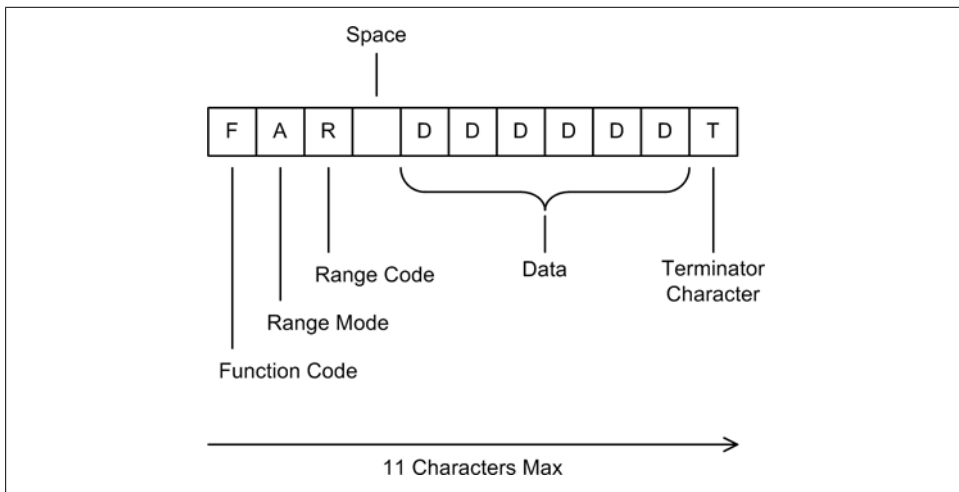 Space
F A R D D D D D D T
Range Code
Data
Terminator
Character
Range Mode
Function Code
11 Characters Max